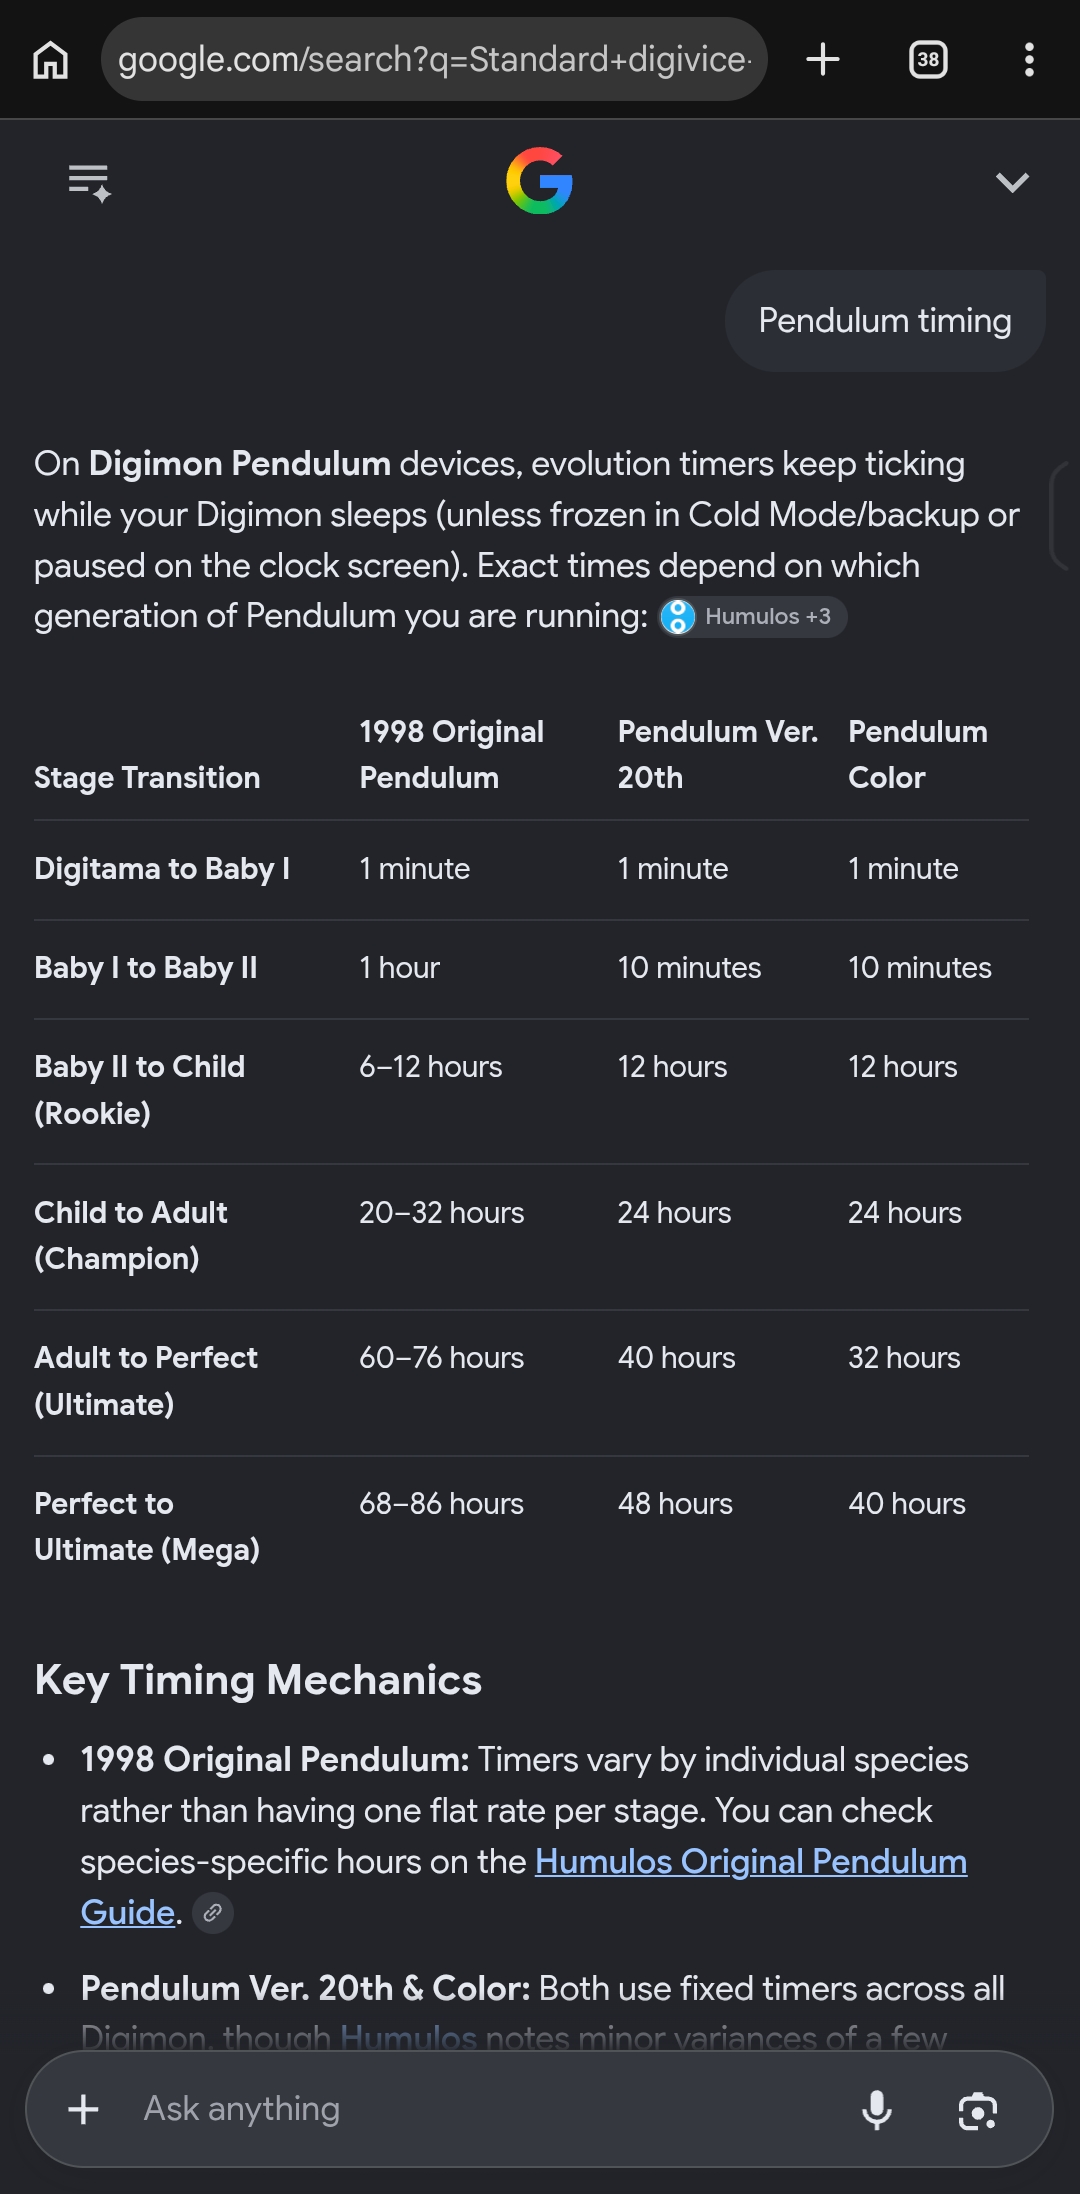 google.com/search?q=Standard+digivice-
38
Pendulum timing
On Digimon Pendulum devices, evolution timers keep ticking
while your Digimon sleeps (unless frozen in Cold Mode/backup or
paused on the clock screen). Exact times depend on which
generation of Pendulum you are running: Humulos +3
Stage Transition | 1998 Original Pendulum | Pendulum Ver. 20th | Pendulum Color
Digitama to Baby I | 1 minute | 1 minute | 1 minute
Baby I to Baby II | 1 hour | 10 minutes | 10 minutes
Baby II to Child (Rookie) | 6–12 hours | 12 hours | 12 hours
Child to Adult (Champion) | 20–32 hours | 24 hours | 24 hours
Adult to Perfect (Ultimate) | 60–76 hours | 40 hours | 32 hours
Perfect to Ultimate (Mega) | 68–86 hours | 48 hours | 40 hours
Key Timing Mechanics
• 1998 Original Pendulum: Timers vary by individual species
rather than having one flat rate per stage. You can check
species-specific hours on the Humulos Original Pendulum
Guide.
• Pendulum Ver. 20th & Color: Both use fixed timers across all
Digimon, though Humulos notes minor variances of a few
Ask anything